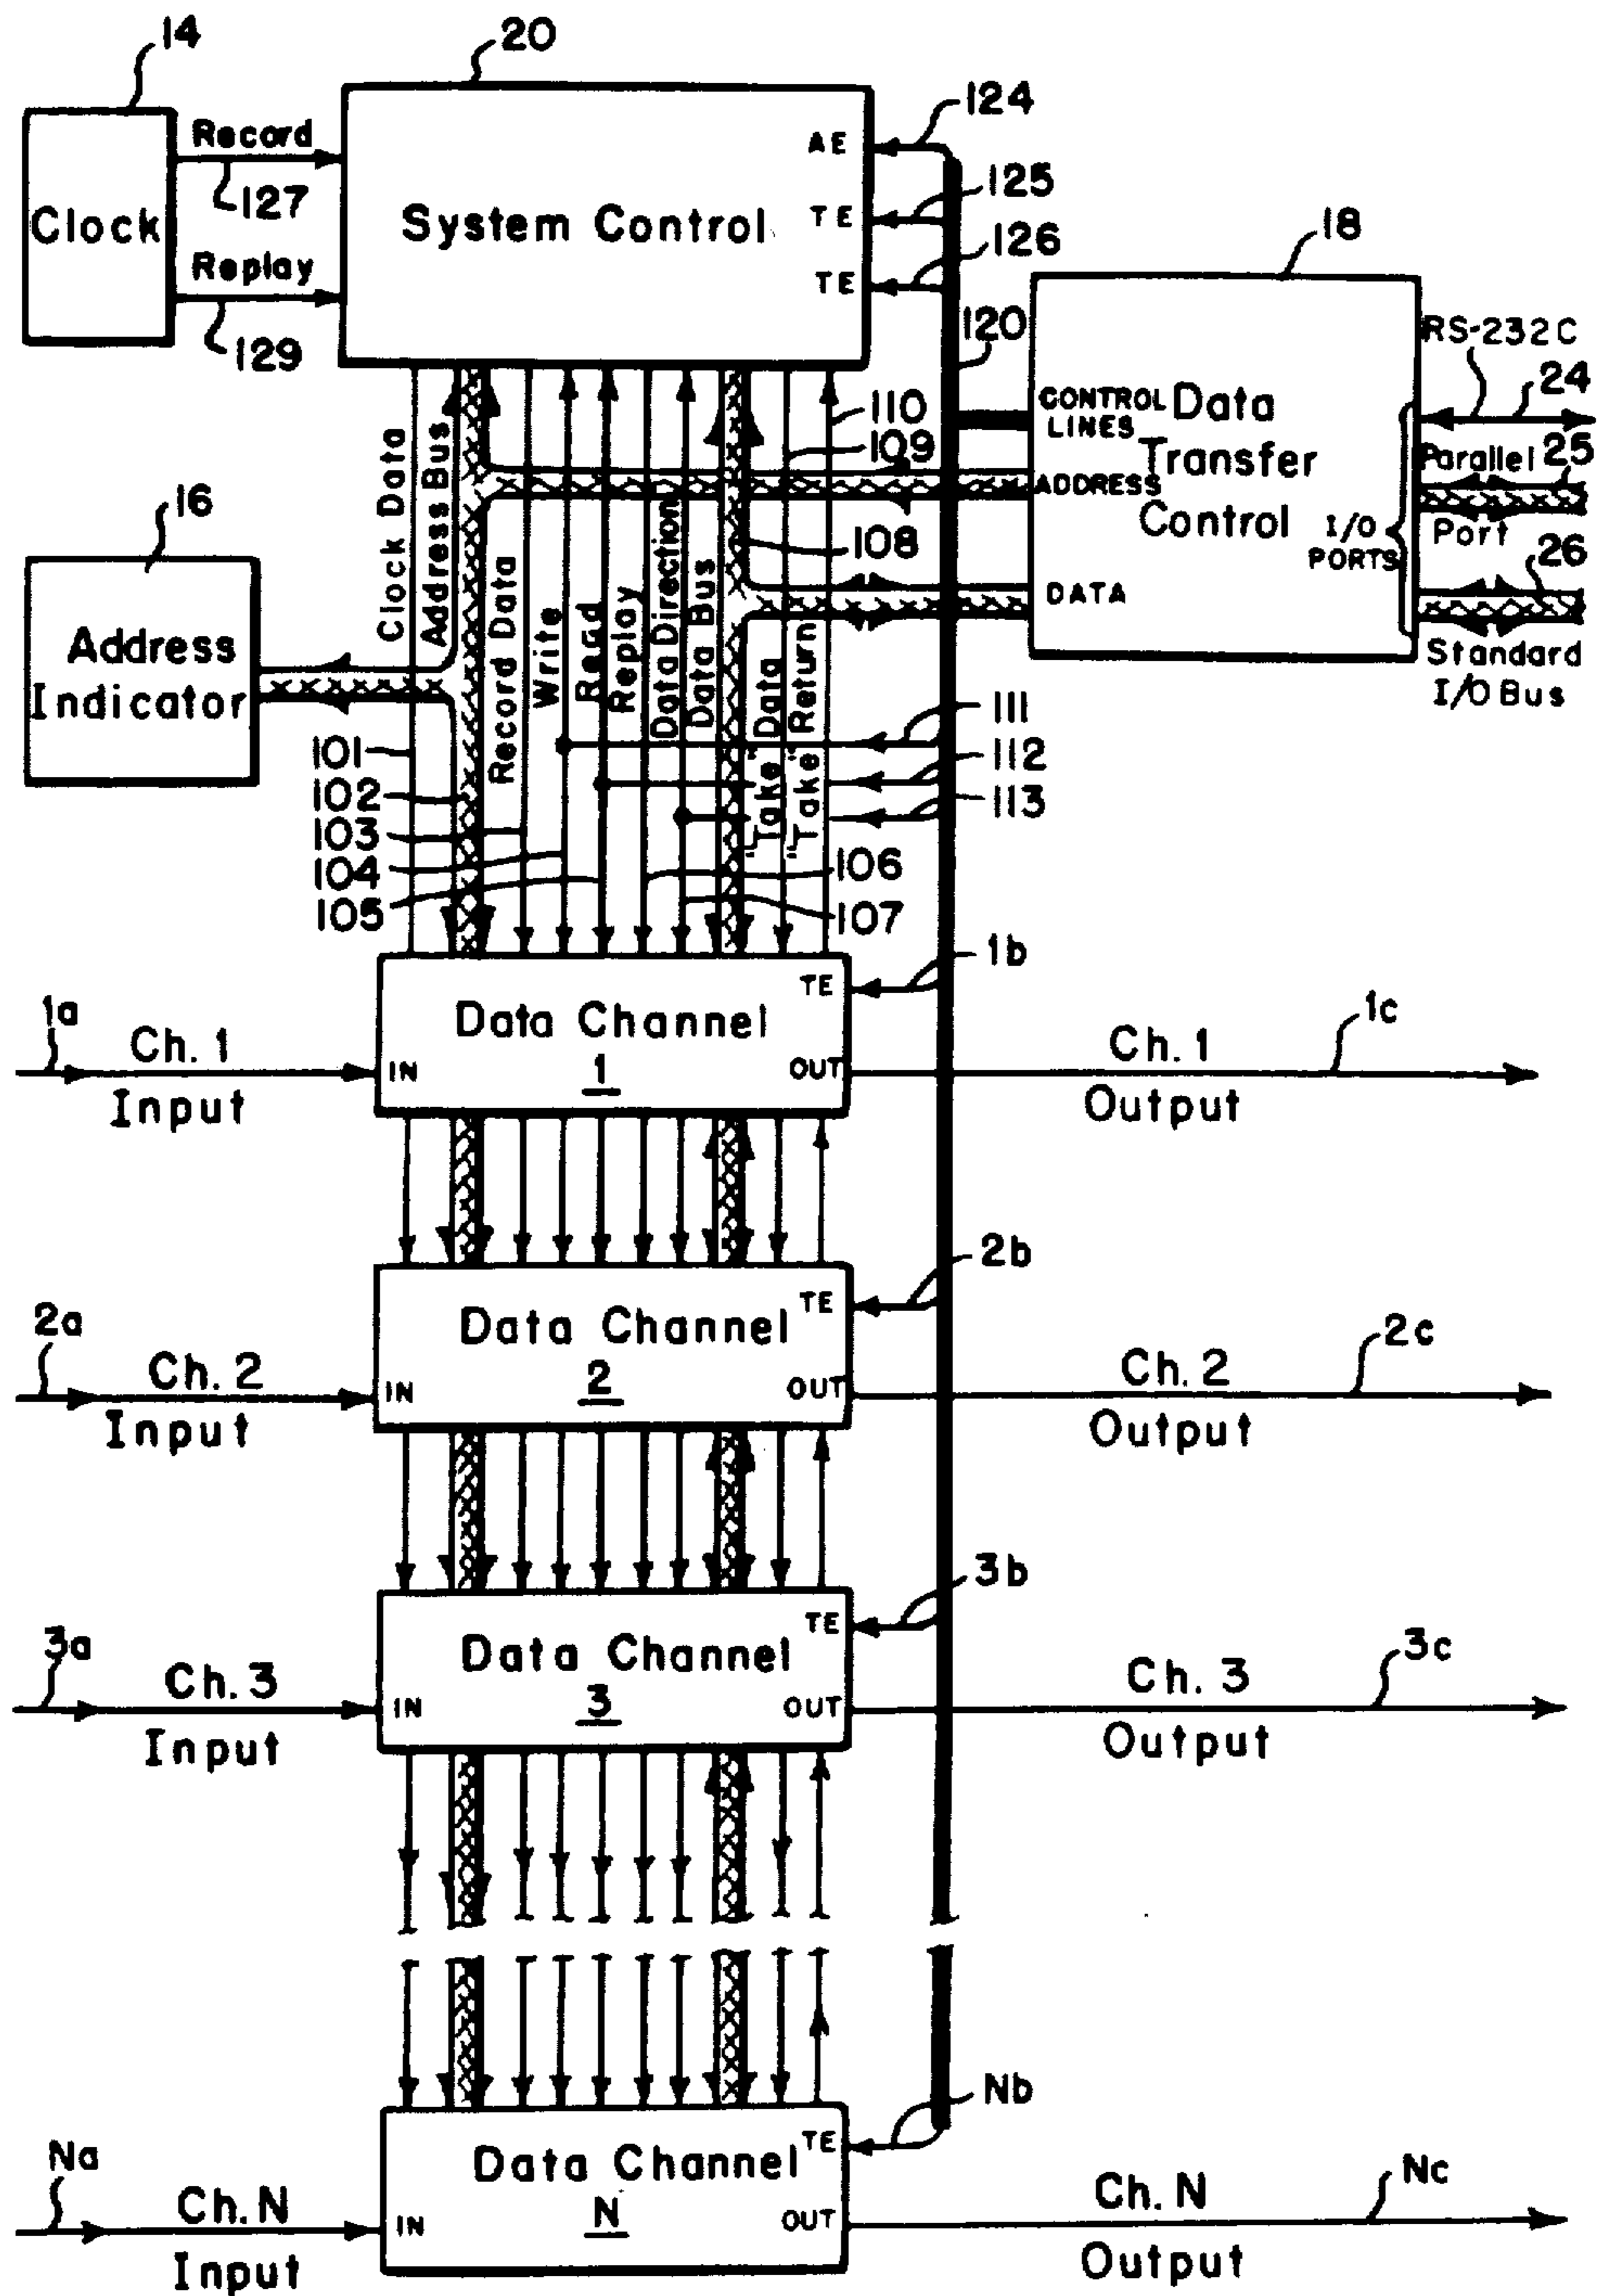 14
20
Record
127
Clock
Replay
129
System Control
AE
TE
TE
124
125
126
18
120
RS-232C
24
CONTROL
LINES
Data
Transfer
Control
ADDRESS
DATA
I/O
PORTS
Parallel 25
Port
26
Standard
I/O Bus
110
109
108
16
Address
Indicator
Clock Data
Address Bus
Record Data
Write
Read
Replay
Data Direction
Data Bus
"Take" Data
"Take" Return
101
102
103
104
105
106
107
111
112
113
1b
TE
1a
Ch. 1
Input
IN
Data Channel
1
OUT
Ch. 1
Output
1c
2b
TE
2a
Ch. 2
Input
IN
Data Channel
2
OUT
Ch. 2
Output
2c
3b
TE
3a
Ch. 3
Input
IN
Data Channel
3
OUT
Ch. 3
Output
3c
Nb
TE
Na
Ch. N
Input
IN
Data Channel
N
OUT
Ch. N
Output
Nc